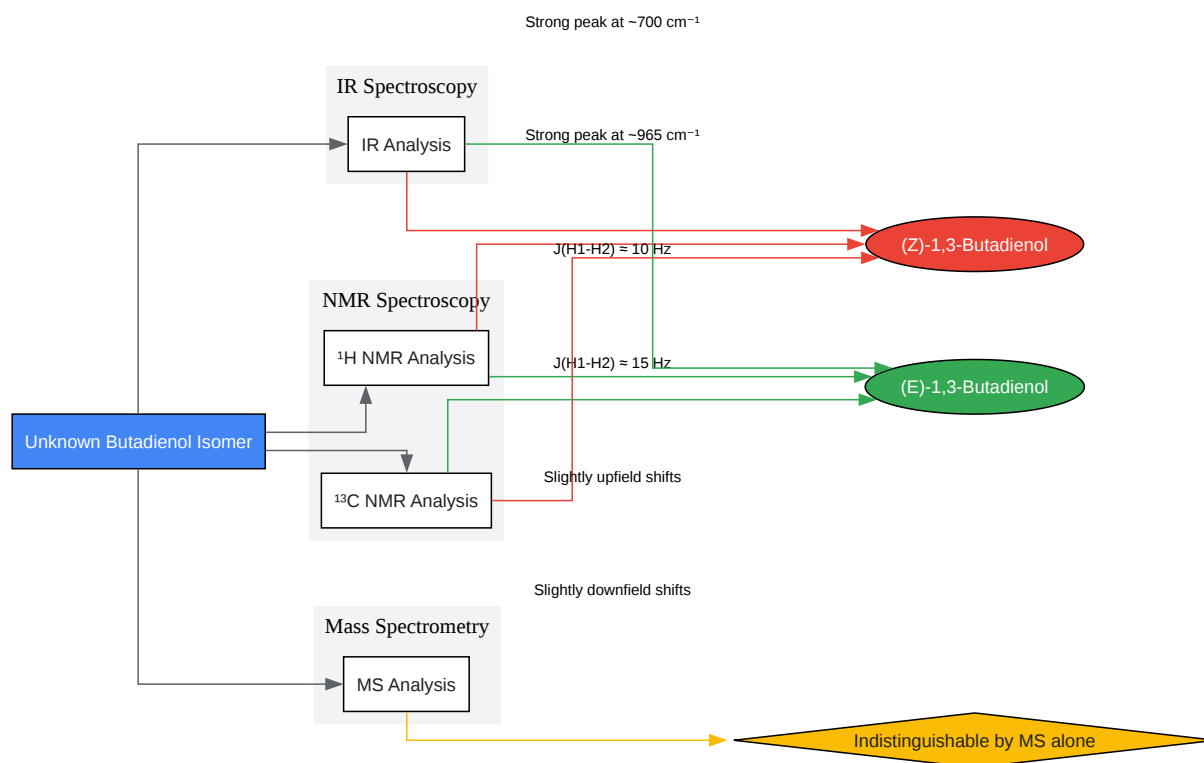 Strong peak at ~700 cm⁻¹
IR Spectroscopy
IR Analysis
Strong peak at ~965 cm⁻¹
(Z)-1,3-Butadienol
J(H1-H2) ≈ 10 Hz
NMR Spectroscopy
¹H NMR Analysis
J(H1-H2) ≈ 15 Hz
(E)-1,3-Butadienol
Unknown Butadienol Isomer
¹³C NMR Analysis
Slightly upfield shifts
Slightly downfield shifts
Mass Spectrometry
MS Analysis
Indistinguishable by MS alone